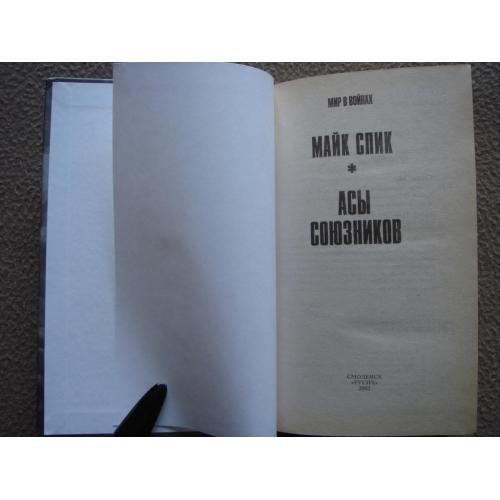 МИР В ВОЙНАХ
МАЙК СПИК
*
АСЫ
СОЮЗНИКОВ
СМОЛЕНСК
«РУСИЧ»
2002